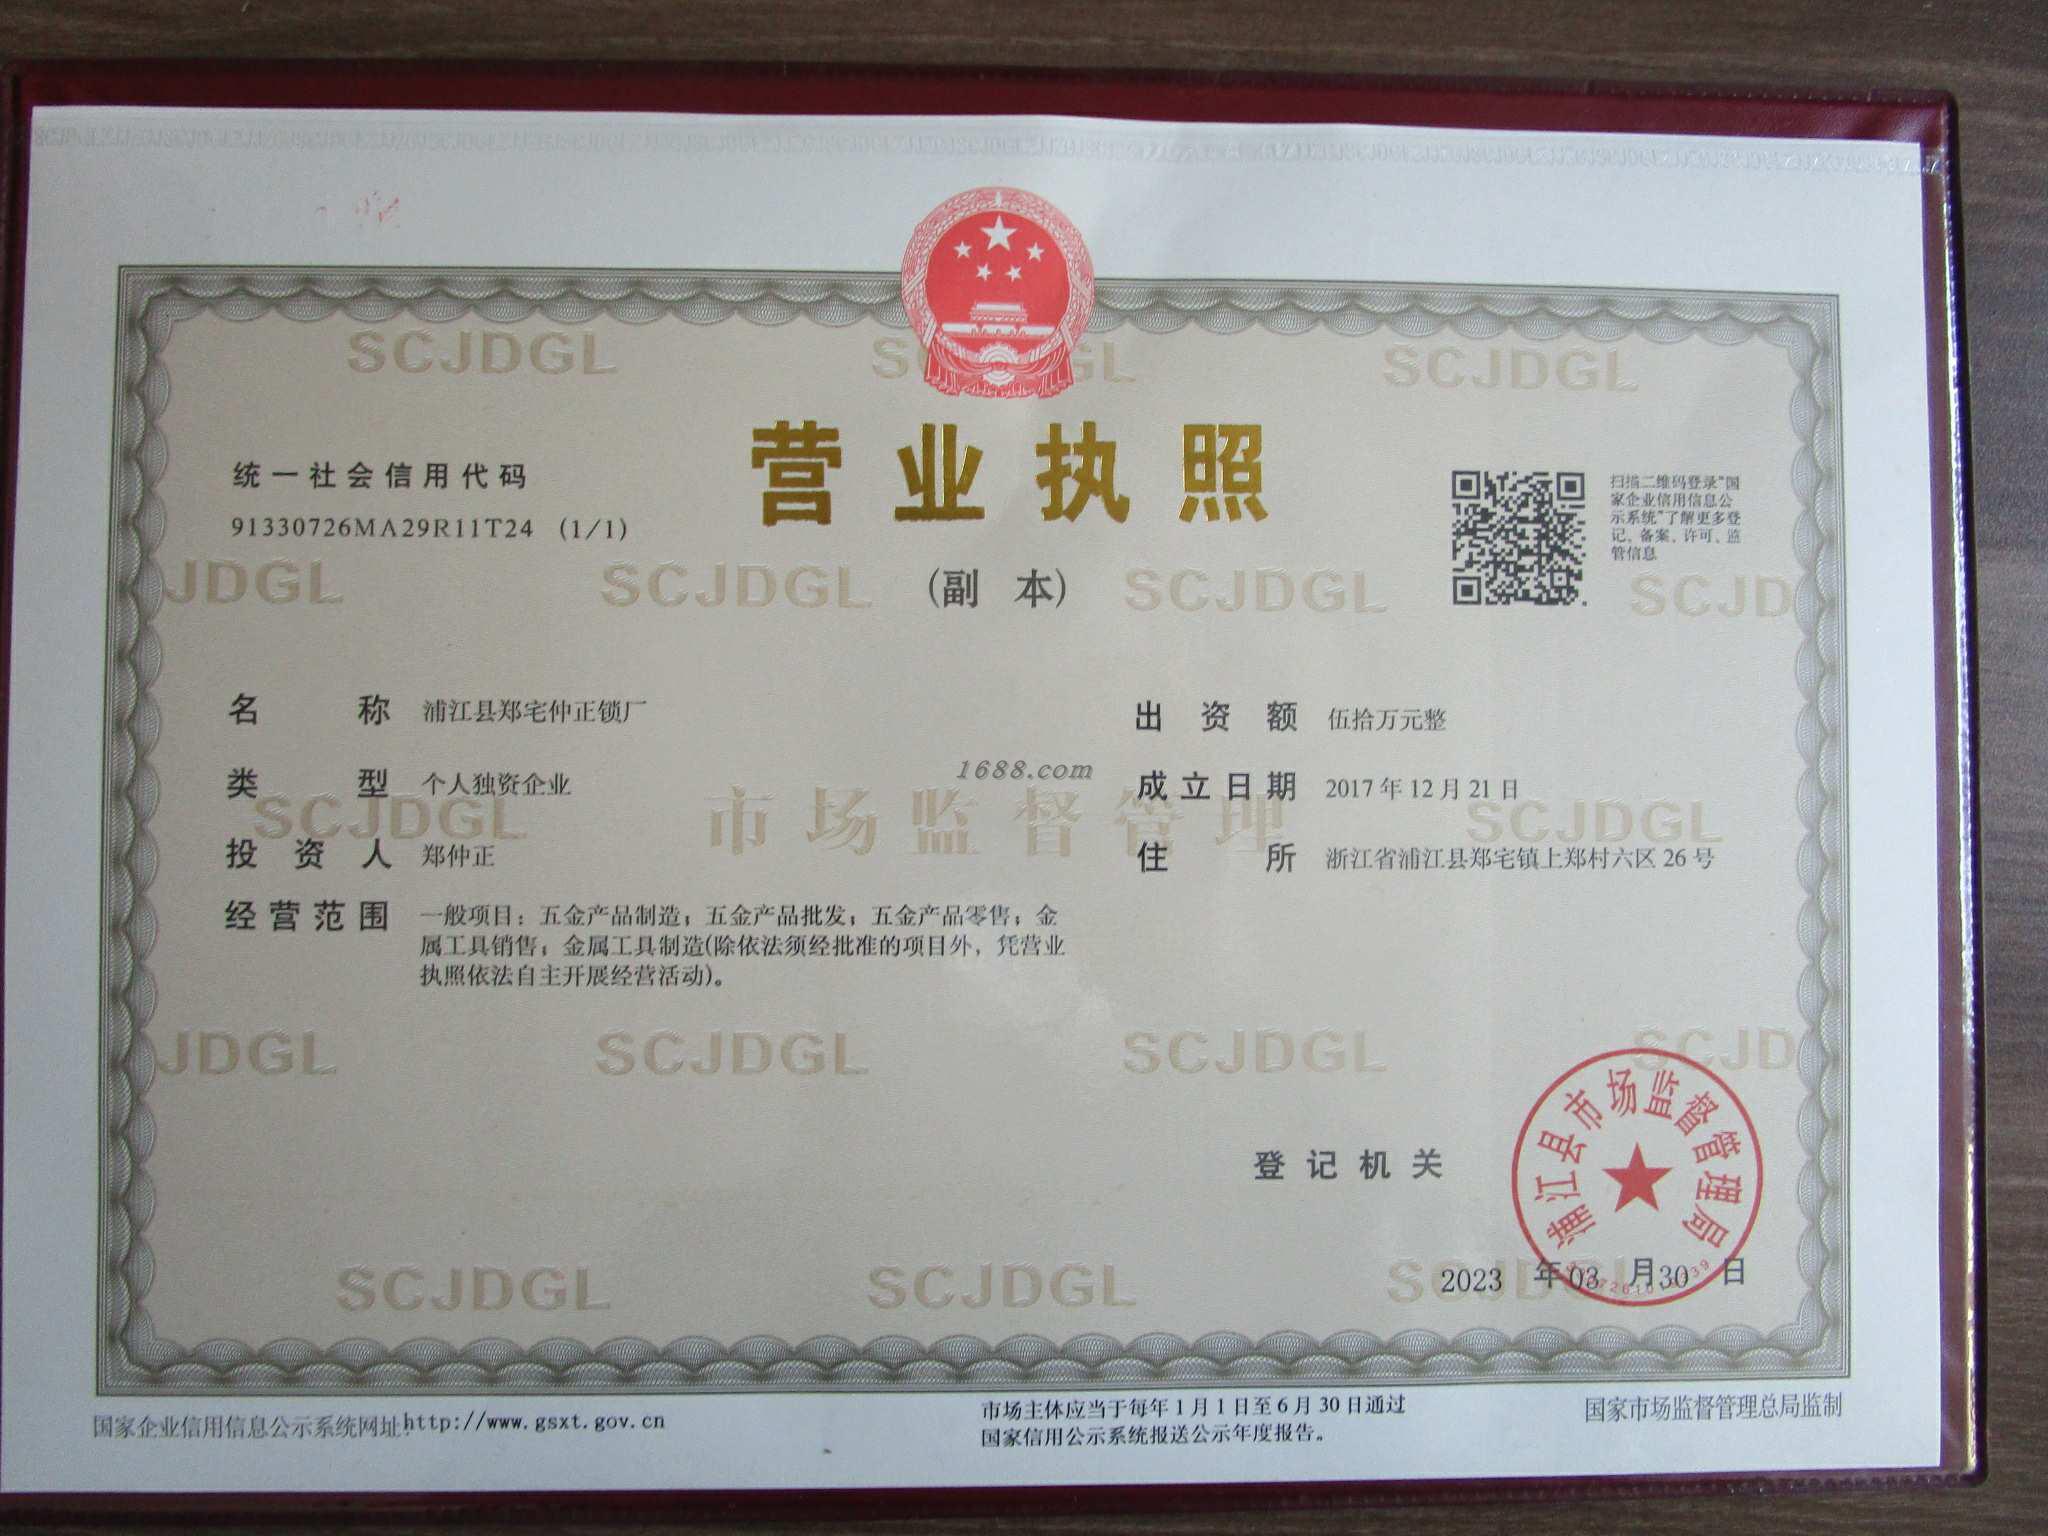 营业执照
(副 本)
统一社会信用代码
91330726MA29R11T24 (1/1)
扫描二维码登录“国
家企业信用信息公
示系统”了解更多登
记、备案、许可、监
管信息
名称 浦江县郑宅仲正锁厂
类型 个人独资企业
投资人 郑仲正
经营范围 一般项目：五金产品制造；五金产品批发；五金产品零售；金
属工具销售；金属工具制造(除依法须经批准的项目外，凭营业
执照依法自主开展经营活动)。
出资额 伍拾万元整
成立日期 2017 年 12 月 21 日
住所 浙江省浦江县郑宅镇上郑村六区 26 号
1688.com
市场监督管理
SCJDGL SCJDGL
JDGL SCJDGL SCJDGL SCJD
SCJDGL SCJDGL
JDGL SCJDGL SCJDGL SCJD
SCJDGL SCJDGL SCJDGL
登记机关
浦江县市场监督管理局
2023 年 03 月 30 日
国家企业信用信息公示系统网址：http://www.gsxt.gov.cn
市场主体应当于每年 1 月 1 日至 6 月 30 日通过
国家信用公示系统报送公示年度报告。
国家市场监督管理总局监制